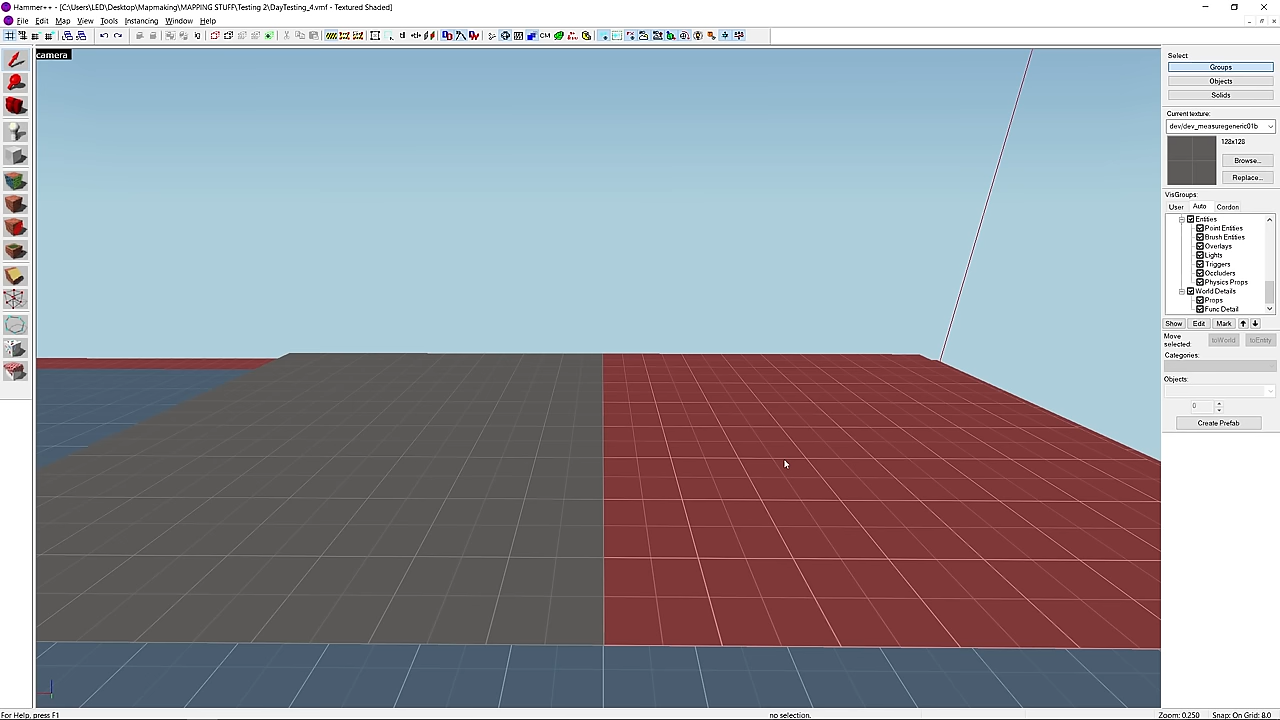 Hammer++ - [C:\Users\LED\Desktop\Mapmaking\MAPPING STUFF\Testing 2\DayTesting_4.vmf - Textured Shaded]
File Edit Map View Tools Instancing Window Help
camera
Select:
Groups
Objects
Solids
Current texture:
dev/dev_measuregeneric01b
128x128
Browse...
Replace...
VisGroups:
User Auto Cordon
Entities
Point Entities
Brush Entities
Overlays
Lights
Triggers
Occluders
Physics Props
World Details
Props
Func Detail
Show Edit Mark
Move selected:
toWorld toEntity
Categories:
Objects:
0
Create Prefab
For Help, press F1 no selection. Zoom: 0.250 Snap: On Grid: 8.0